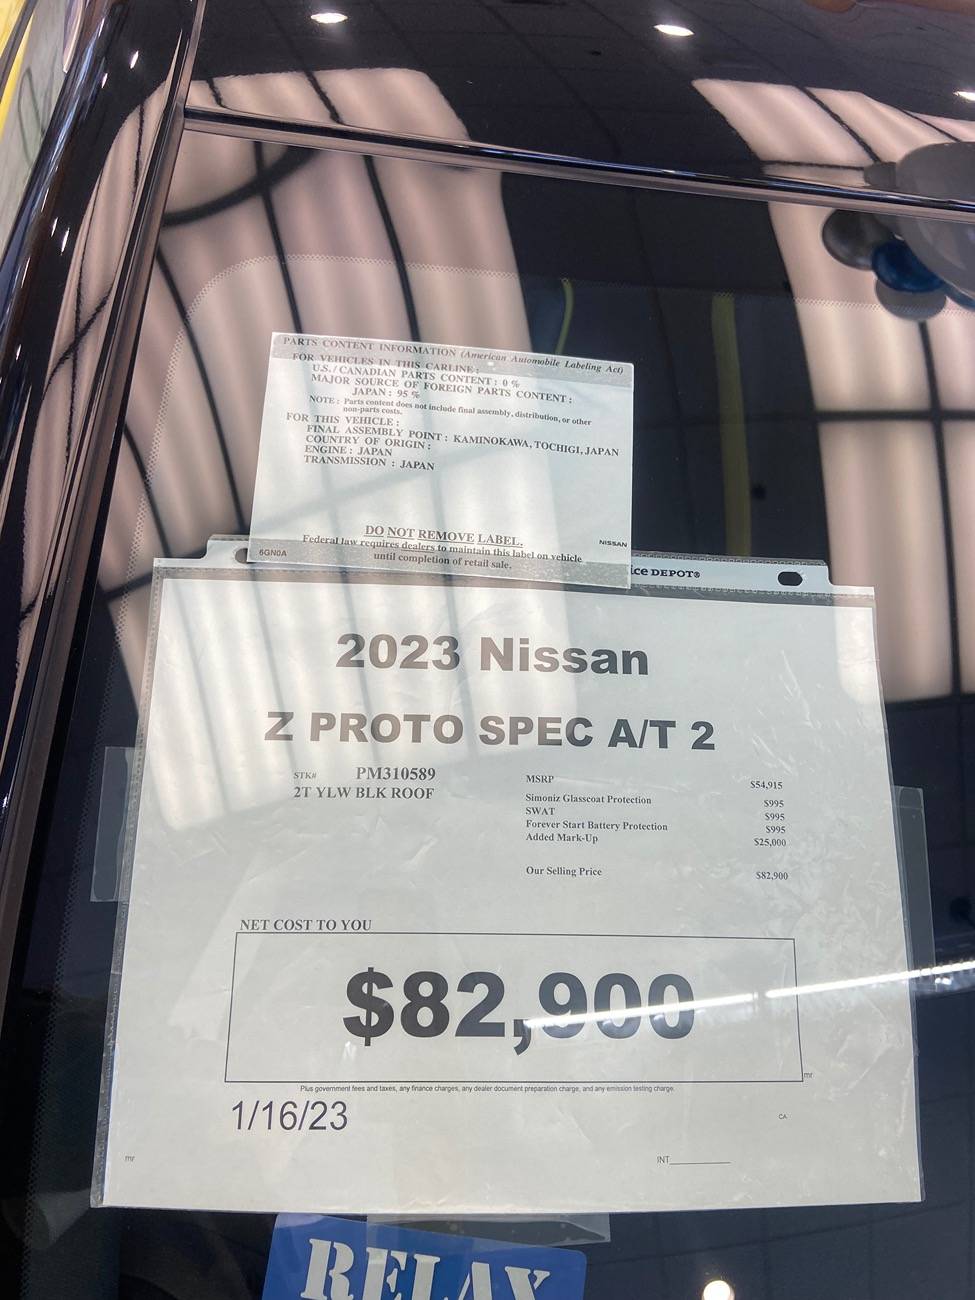 PARTS CONTENT INFORMATION (American Automobile Labeling Act)
FOR VEHICLES IN THIS CARLINE :
U.S./ CANADIAN PARTS CONTENT : 0 %
MAJOR SOURCE OF FOREIGN PARTS CONTENT :
JAPAN : 95 %
NOTE : Parts content does not include final assembly, distribution, or other
non-parts costs.
FOR THIS VEHICLE :
FINAL ASSEMBLY POINT : KAMINOKAWA, TOCHIGI, JAPAN
COUNTRY OF ORIGIN :
ENGINE : JAPAN
TRANSMISSION : JAPAN
DO NOT REMOVE LABEL.
Federal law requires dealers to maintain this label on vehicle
until completion of retail sale.
6GN0A
NISSAN
ice DEPOT®
2023 Nissan
Z PROTO SPEC A/T 2
STK# PM310589
2T YLW BLK ROOF
MSRP $54,915
Simoniz Glasscoat Protection $995
SWAT $995
Forever Start Battery Protection $995
Added Mark-Up $25,000
Our Selling Price $82,900
NET COST TO YOU
$82,900
mr
Plus government fees and taxes, any finance charges, any dealer document preparation charge, and any emission testing charge.
1/16/23
CA
mr
INT
RELAX